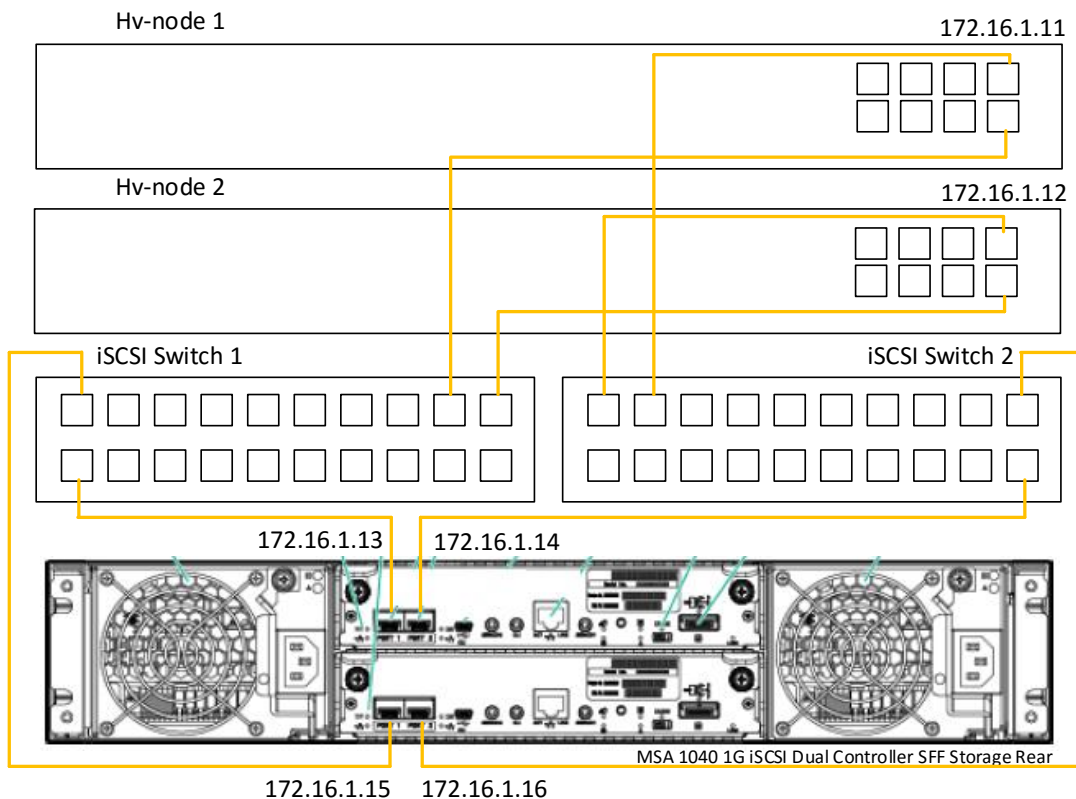 Hv-node 1
172.16.1.11
Hv-node 2
172.16.1.12
iSCSI Switch 1
iSCSI Switch 2
172.16.1.13
172.16.1.14
PORT 1
MSA 1040 1G iSCSI Dual Controller SFF Storage Rear
172.16.1.15
172.16.1.16